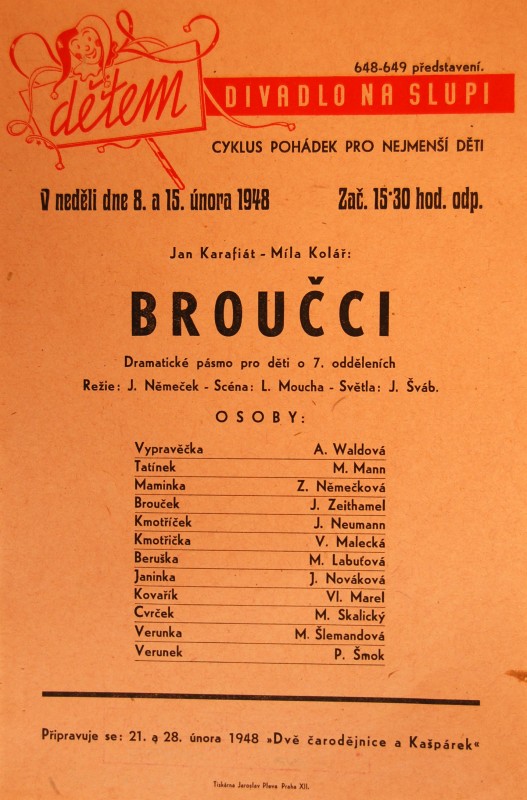 648-649 představení.
dětem
DIVADLO NA SLUPI
CYKLUS POHÁDEK PRO NEJMENŠÍ DĚTI
V neděli dne 8. a 15. února 1948 Zač. 15·30 hod. odp.
Jan Karafiát - Míla Kolář:
BROUČCI
Dramatické pásmo pro děti o 7. odděleních
Režie: J. Němeček - Scéna: L. Moucha - Světla: J. Šváb.
OSOBY:
Vypravěčka A. Waldová
Tatínek M. Mann
Maminka Z. Němečková
Brouček J. Zeithamel
Kmotříček J. Neumann
Kmotřička V. Malecká
Beruška M. Labuťová
Janinka J. Nováková
Kovařík Vl. Marel
Cvrček M. Skalický
Verunka M. Šlemandová
Verunek P. Šmok
Připravuje se: 21. a 28. února 1948 »Dvě čarodějnice a Kašpárek«
Tiskárna Jaroslav Pleva Praha XII.